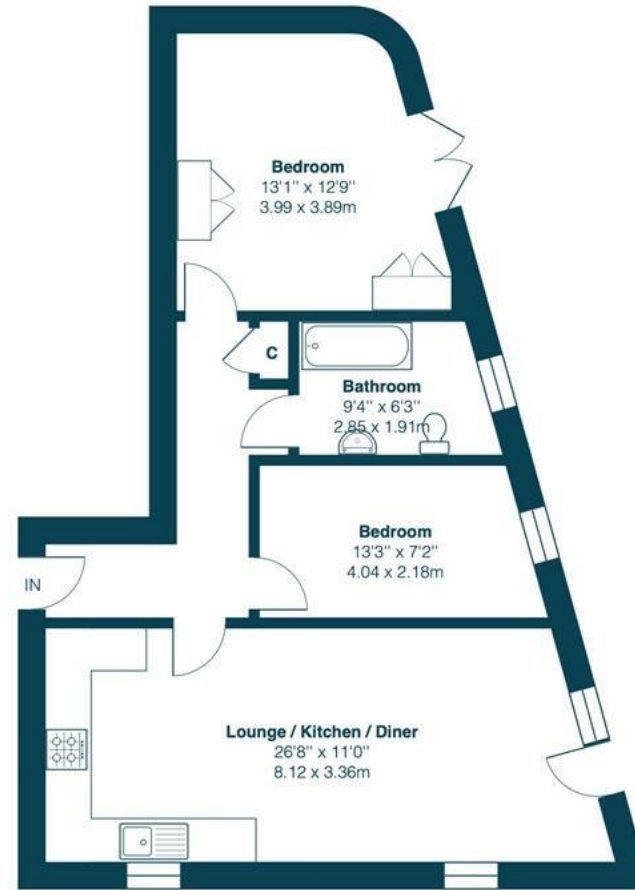 Bedroom
13'1'' x 12'9''
3.99 x 3.89m
C
Bathroom
9'4'' x 6'3''
2.85 x 1.91m
Bedroom
13'3'' x 7'2''
4.04 x 2.18m
IN
Lounge / Kitchen / Diner
26'8'' x 11'0''
8.12 x 3.36m